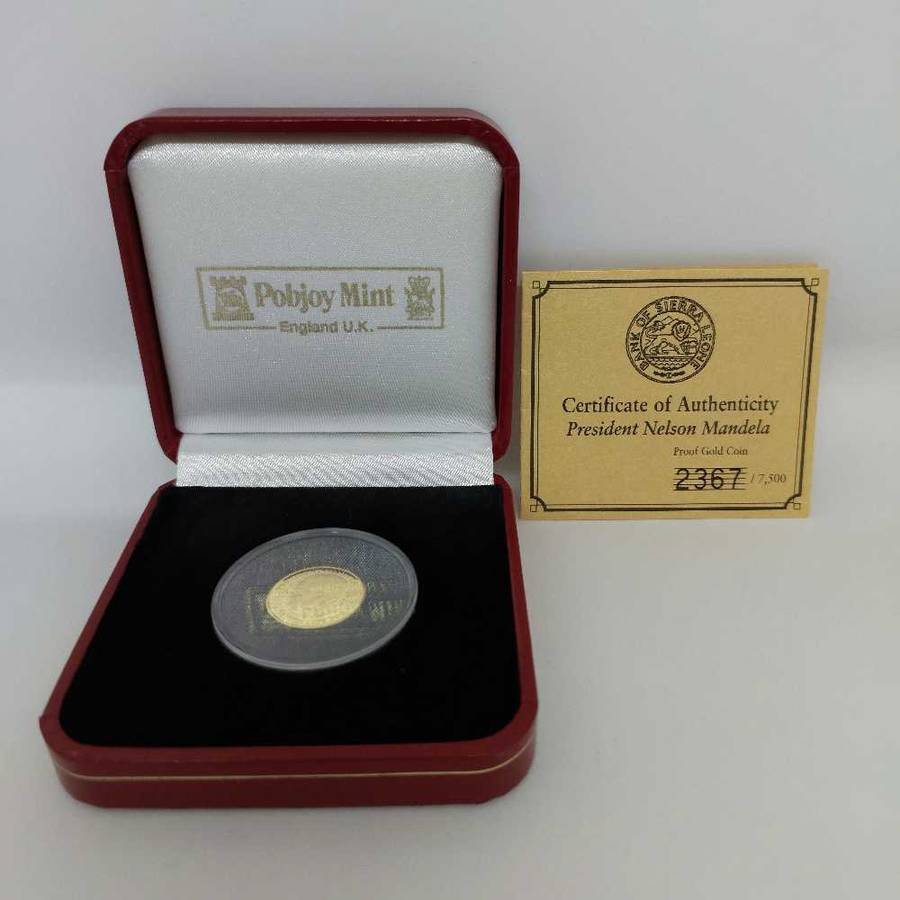 Pobjoy Mint
England U.K.
BANK OF SIERRA LEONE
Certificate of Authenticity
President Nelson Mandela
Proof Gold Coin
2367 / 7,500